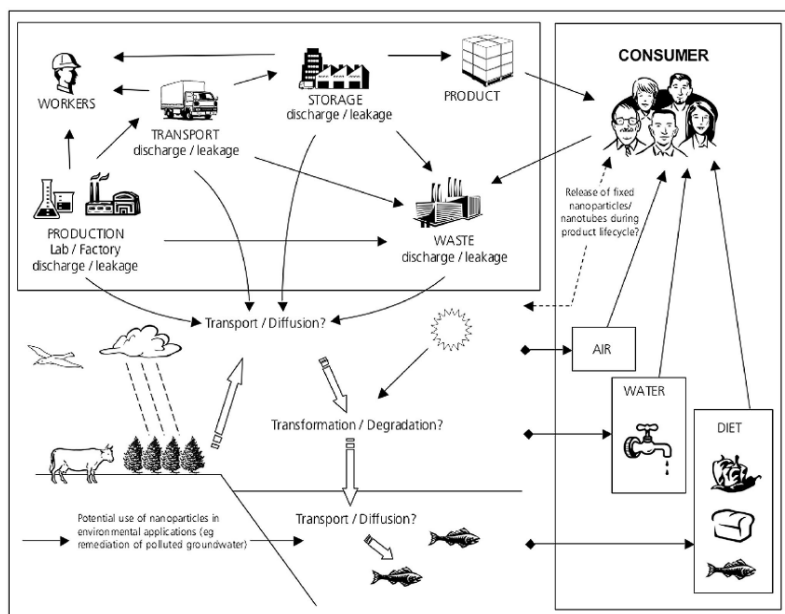 CONSUMER
WORKERS
STORAGE
discharge / leakage
PRODUCT
TRANSPORT
discharge / leakage
Release of fixed
nanoparticles/
nanotubes during
product lifecycle?
PRODUCTION
Lab / Factory
discharge / leakage
WASTE
discharge / leakage
Transport / Diffusion?
AIR
WATER
Transformation / Degradation?
DIET
Potential use of nanoparticles in
environmental applications (eg
remediation of polluted groundwater)
Transport / Diffusion?